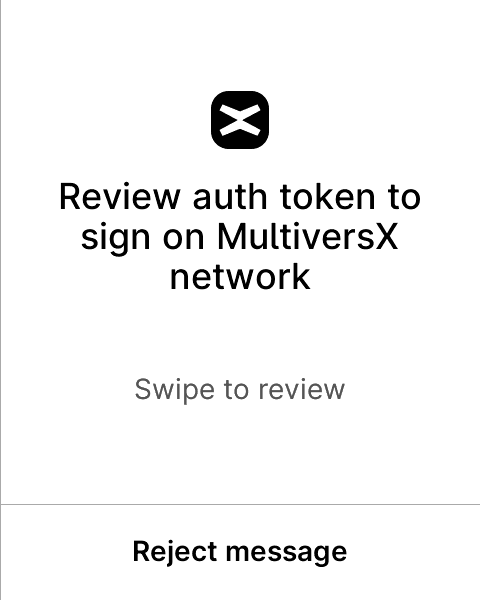 Review auth token to
sign on MultiversX
network
Swipe to review
Reject message